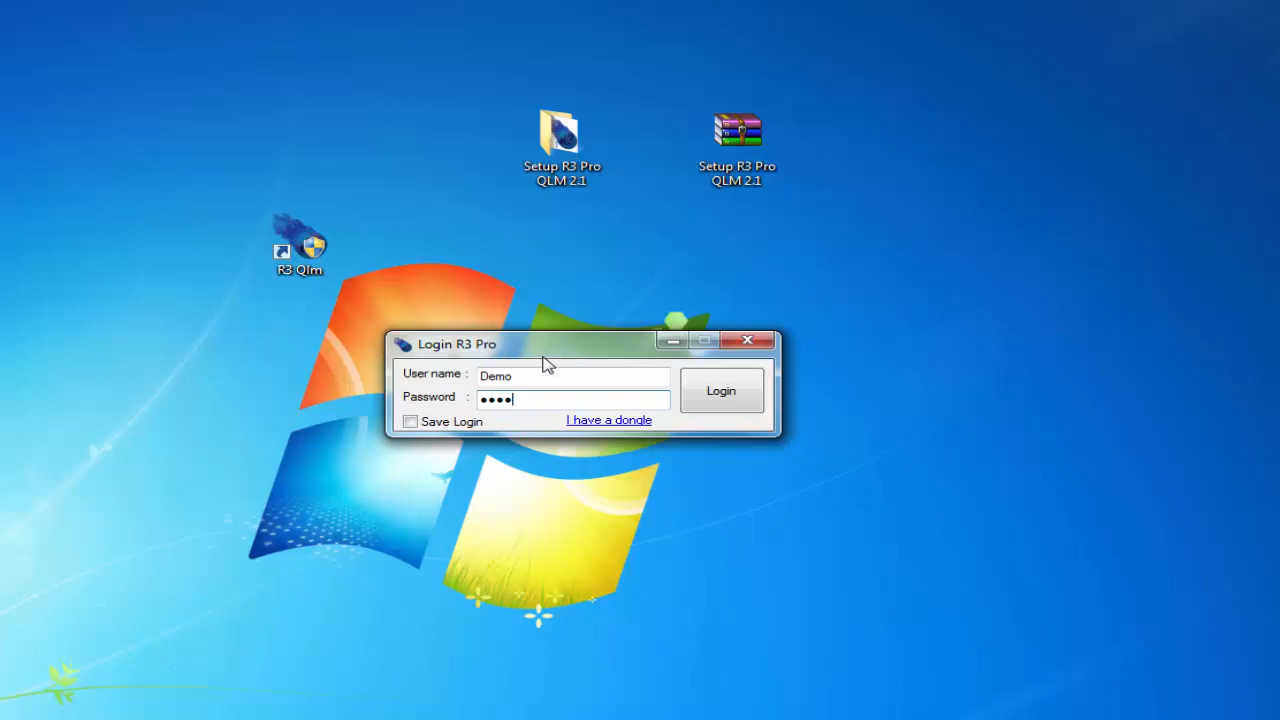 Setup R3 Pro
QLM 2.1
Setup R3 Pro
QLM 2.1
R3 Qlm
Login R3 Pro
User name :
Demo
Login
Password :
••••
Save Login
I have a dongle